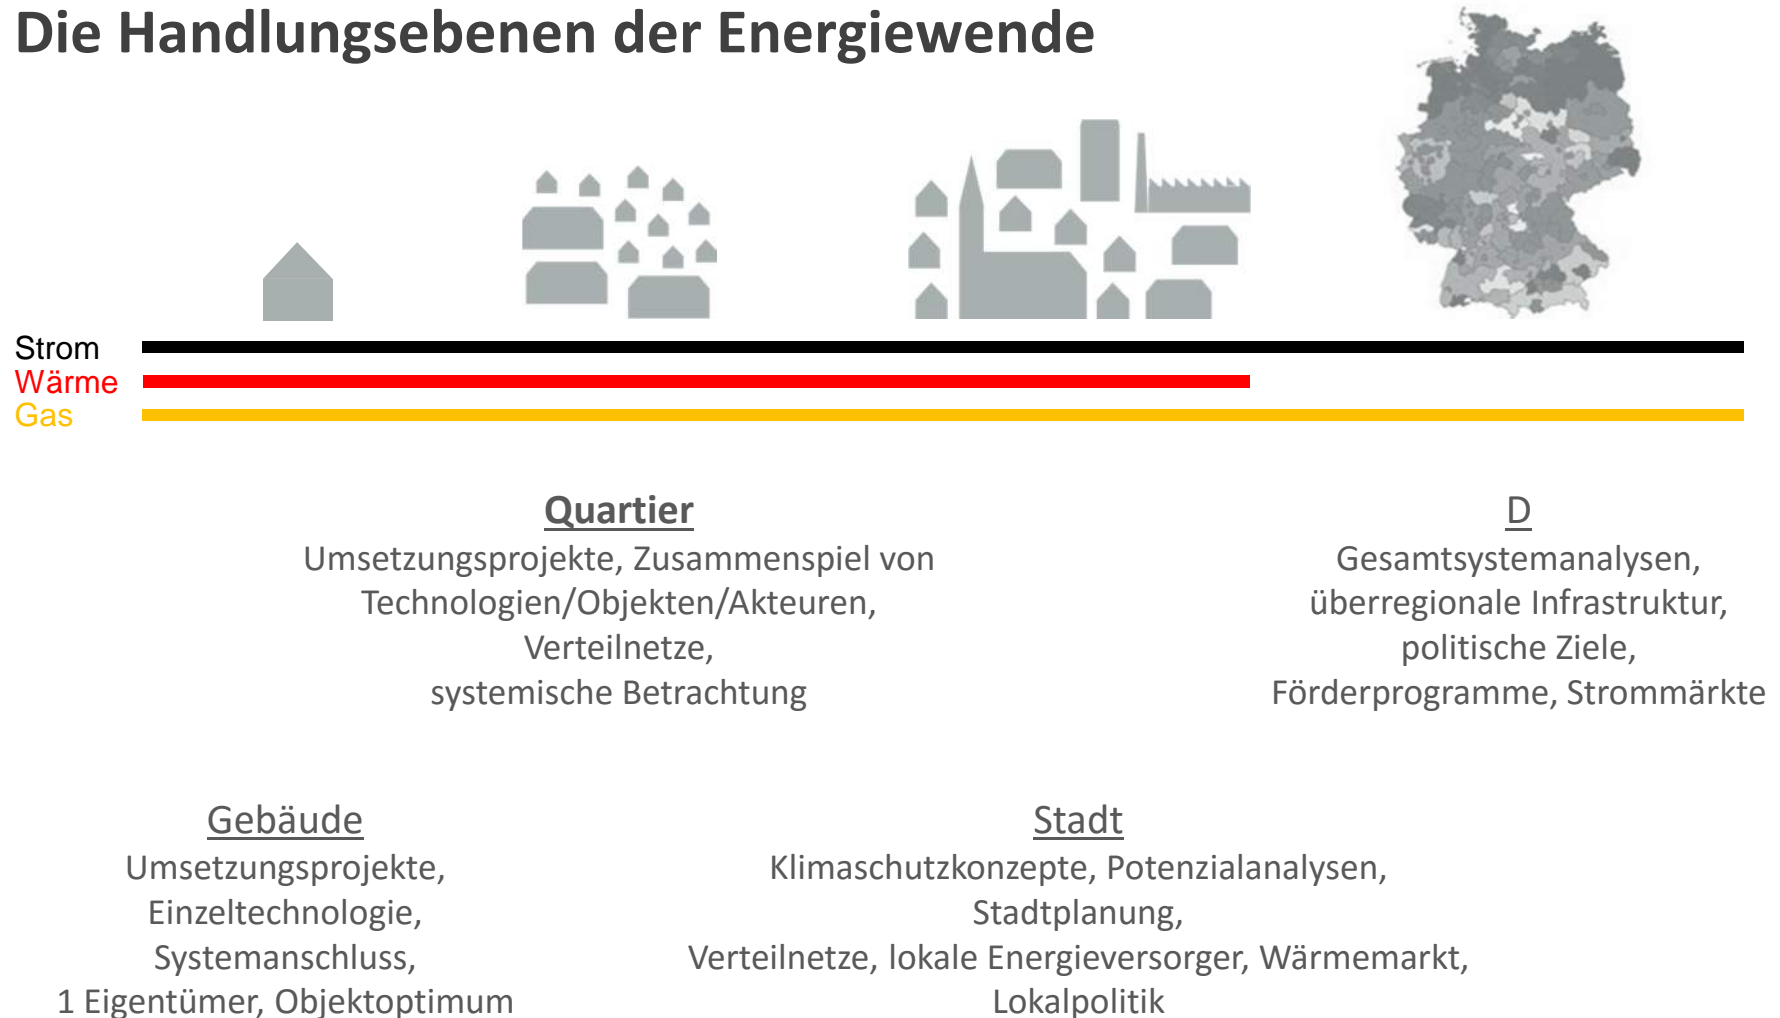 Die Handlungsebenen der Energiewende
Strom
Wärme
Gas
Quartier
Umsetzungsprojekte, Zusammenspiel von
Technologien/Objekten/Akteuren,
Verteilnetze,
systemische Betrachtung
D
Gesamtsystemanalysen,
überregionale Infrastruktur,
politische Ziele,
Förderprogramme, Strommärkte
Gebäude
Umsetzungsprojekte,
Einzeltechnologie,
Systemanschluss,
1 Eigentümer, Objektoptimum
Stadt
Klimaschutzkonzepte, Potenzialanalysen,
Stadtplanung,
Verteilnetze, lokale Energieversorger, Wärmemarkt,
Lokalpolitik